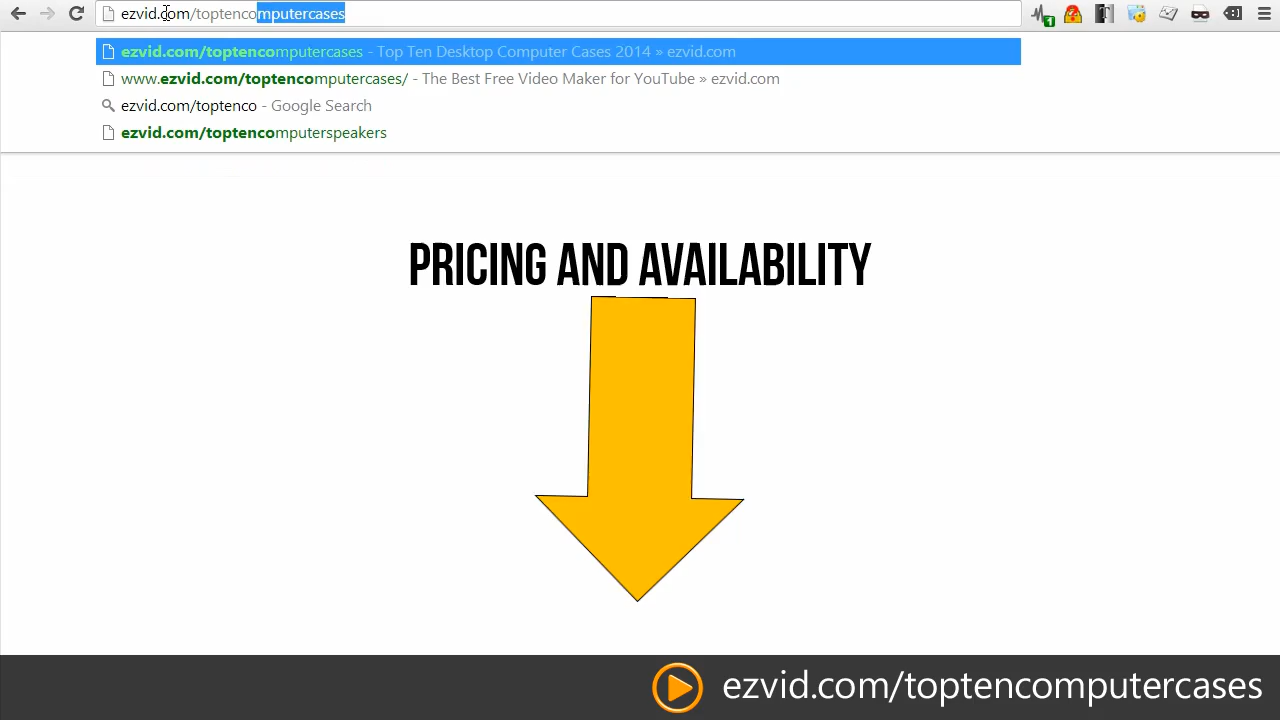 ezvid.com/toptencomputercases
ezvid.com/toptencomputercases - Top Ten Desktop Computer Cases 2014 » ezvid.com
www.ezvid.com/toptencomputercases/ - The Best Free Video Maker for YouTube » ezvid.com
ezvid.com/toptenco - Google Search
ezvid.com/toptencomputerspeakers
PRICING AND AVAILABILITY
ezvid.com/toptencomputercases